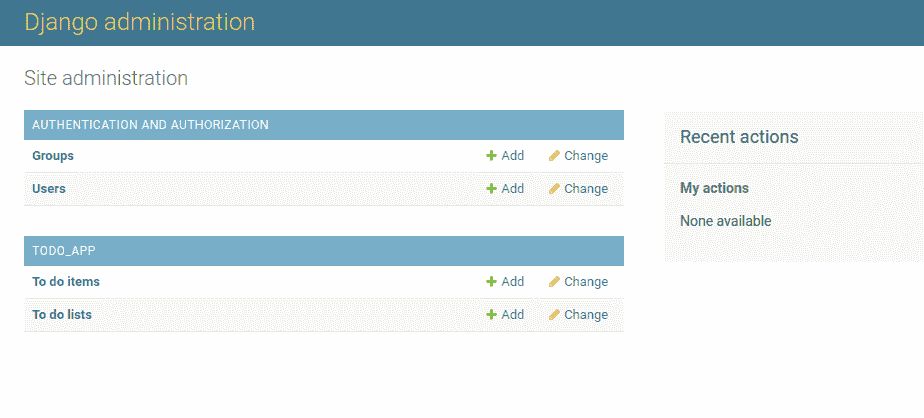 Django administration
Site administration
AUTHENTICATION AND AUTHORIZATION
Groups Add Change
Users Add Change
TODO_APP
To do items Add Change
To do lists Add Change
Recent actions
My actions
None available